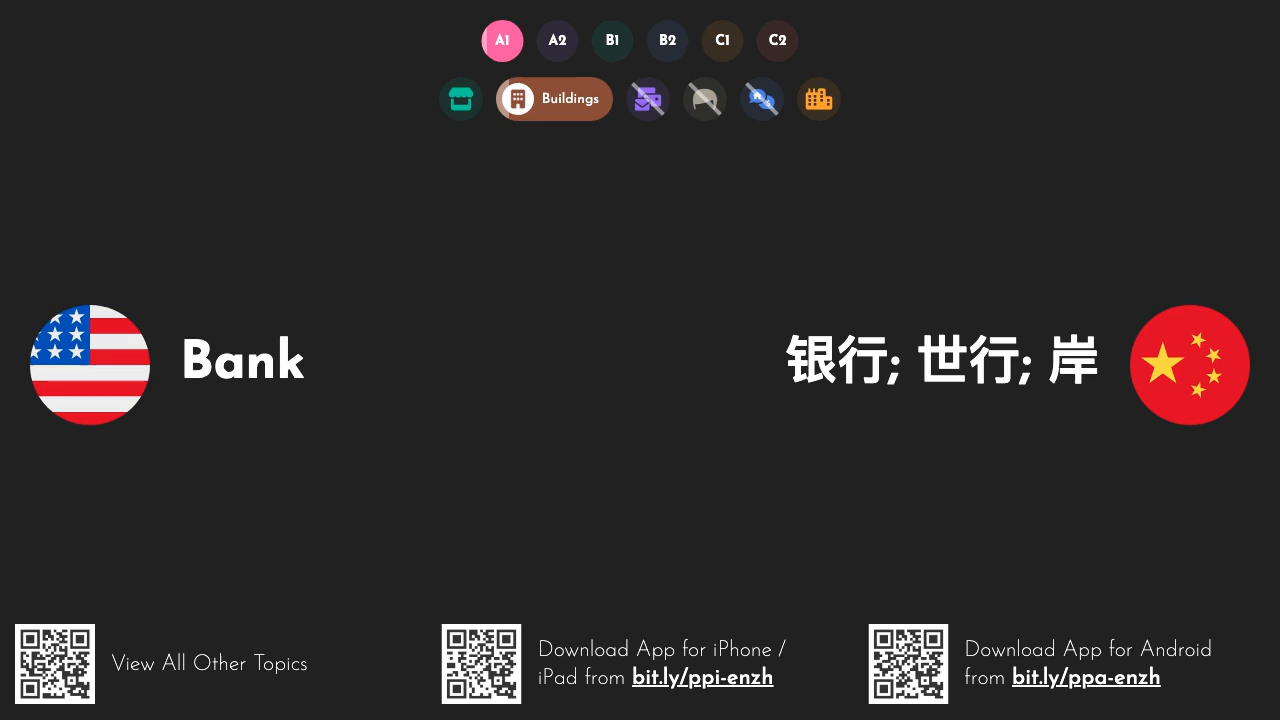 A1 A2 B1 B2 C1 C2
Buildings
Bank
银行; 世行; 岸
View All Other Topics
Download App for iPhone /
iPad from bit.ly/ppi-enzh
Download App for Android
from bit.ly/ppa-enzh